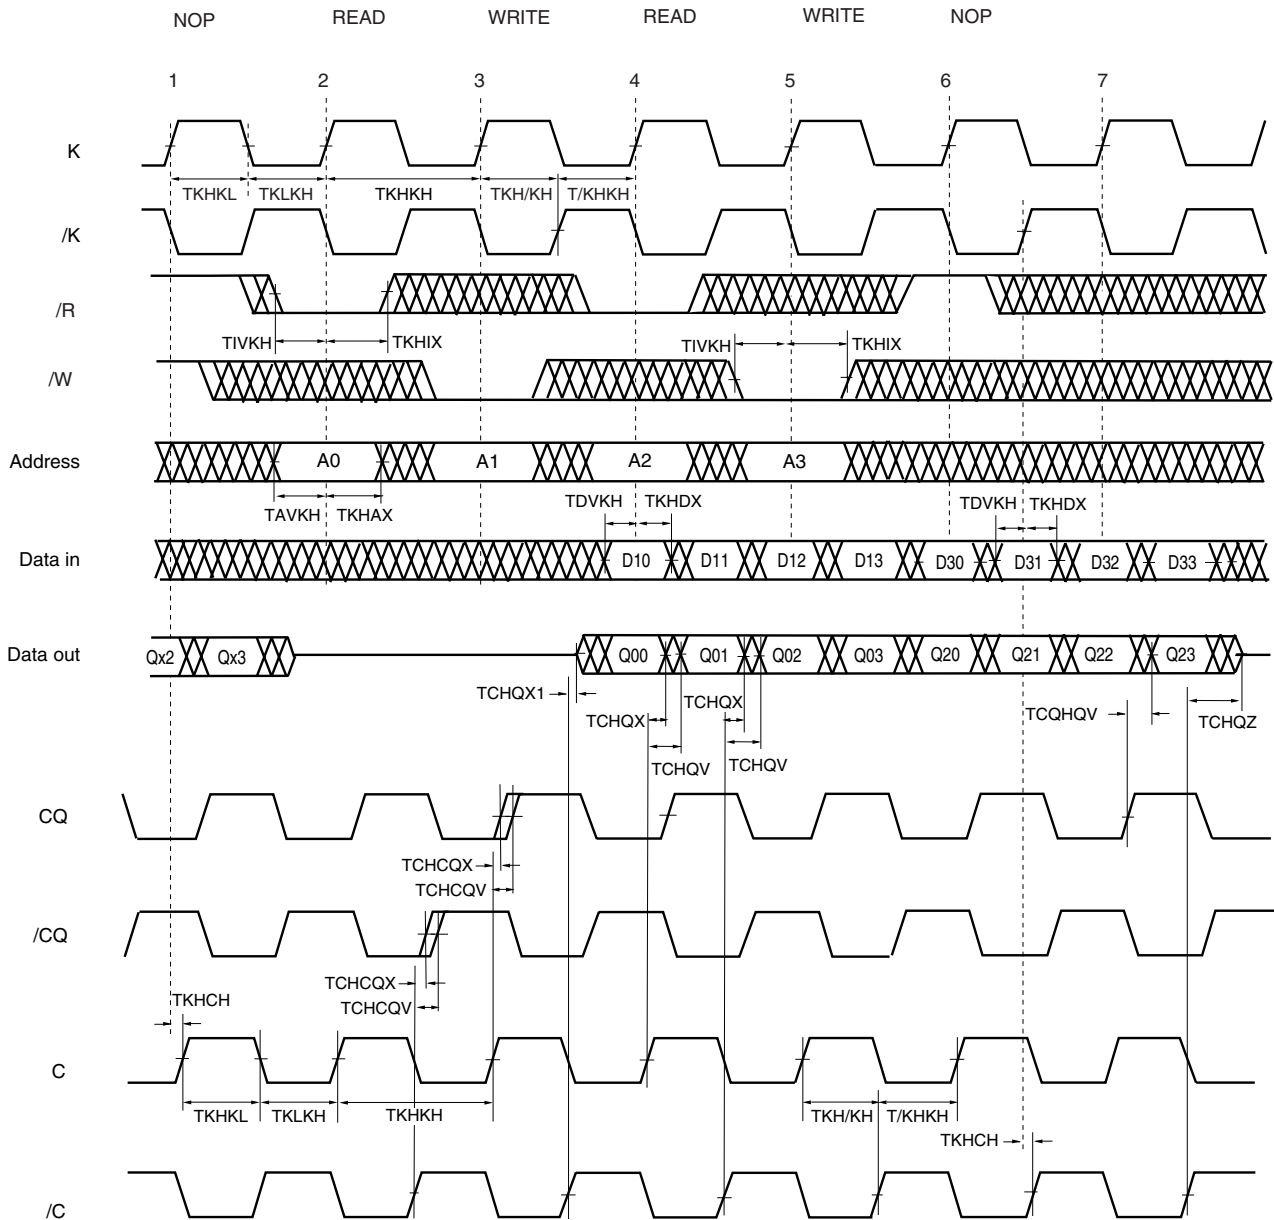 NOP READ WRITE READ WRITE NOP
1 2 3 4 5 6 7
K
TKHKL TKLKH TKHKH TKH/KH T/KHKH
/K
/R
TIVKH TKHIX TIVKH TKHIX
/W
Address A0 A1 A2 A3
TAVKH TKHAX TDVKH TKHDX TDVKH TKHDX
Data in D10 D11 D12 D13 D30 D31 D32 D33
Data out Qx2 Qx3 Q00 Q01 Q02 Q03 Q20 Q21 Q22 Q23
TCHQX1 TCHQX TCHQX TCQHQV TCHQZ
TCHQV TCHQV
CQ
TCHCQX
TCHCQV
/CQ
TCHCQX
TCHCQV
TKHCH
C
TKHKL TKLKH TKHKH TKH/KH T/KHKH
TKHCH
/C